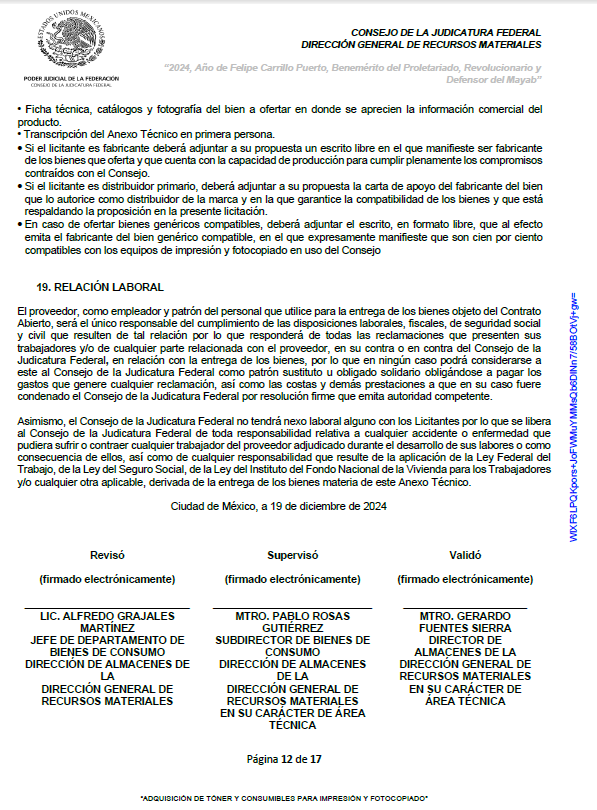 ESTADOS UNIDOS MEXICANOS
PODER JUDICIAL DE LA FEDERACIÓN
CONSEJO DE LA JUDICATURA FEDERAL
CONSEJO DE LA JUDICATURA FEDERAL
DIRECCIÓN GENERAL DE RECURSOS MATERIALES
"2024, Año de Felipe Carrillo Puerto, Benemérito del Proletariado, Revolucionario y
Defensor del Mayab"
• Ficha técnica, catálogos y fotografía del bien a ofertar en donde se aprecien la información comercial del
producto.
• Transcripción del Anexo Técnico en primera persona.
• Si el licitante es fabricante deberá adjuntar a su propuesta un escrito libre en el que manifieste ser fabricante
de los bienes que oferta y que cuenta con la capacidad de producción para cumplir plenamente los compromisos
contraídos con el Consejo.
• Si el licitante es distribuidor primario, deberá adjuntar a su propuesta la carta de apoyo del fabricante del bien
que lo autorice como distribuidor de la marca y en la que garantice la compatibilidad de los bienes y que está
respaldando la proposición en la presente licitación.
• En caso de ofertar bienes genéricos compatibles, deberá adjuntar el escrito, en formato libre, que al efecto
emita el fabricante del bien genérico compatible, en el que expresamente manifieste que son cien por ciento
compatibles con los equipos de impresión y fotocopiado en uso del Consejo
19. RELACIÓN LABORAL
El proveedor, como empleador y patrón del personal que utilice para la entrega de los bienes objeto del Contrato
Abierto, será el único responsable del cumplimiento de las disposiciones laborales, fiscales, de seguridad social
y civil que resulten de tal relación por lo que responderá de todas las reclamaciones que presenten sus
trabajadores y/o de cualquier parte relacionada con el proveedor, en su contra o en contra del Consejo de la
Judicatura Federal, en relación con la entrega de los bienes, por lo que en ningún caso podrá considerarse a
este al Consejo de la Judicatura Federal como patrón sustituto u obligado solidario obligándose a pagar los
gastos que genere cualquier reclamación, así como las costas y demás prestaciones a que en su caso fuere
condenado el Consejo de la Judicatura Federal por resolución firme que emita autoridad competente.
Asimismo, el Consejo de la Judicatura Federal no tendrá nexo laboral alguno con los Licitantes por lo que se libera
al Consejo de la Judicatura Federal de toda responsabilidad relativa a cualquier accidente o enfermedad que
pudiera sufrir o contraer cualquier trabajador del proveedor adjudicado durante el desarrollo de sus labores o como
consecuencia de ellos, así como de cualquier responsabilidad que resulte de la aplicación de la Ley Federal del
Trabajo, de la Ley del Seguro Social, de la Ley del Instituto del Fondo Nacional de la Vivienda para los Trabajadores
y/o cualquier otra aplicable, derivada de la entrega de los bienes materia de este Anexo Técnico.
Ciudad de México, a 19 de diciembre de 2024
Revisó
(firmado electrónicamente)
LIC. ALFREDO GRAJALES
MARTÍNEZ
JEFE DE DEPARTAMENTO DE
BIENES DE CONSUMO
DIRECCIÓN DE ALMACENES DE
LA
DIRECCIÓN GENERAL DE
RECURSOS MATERIALES
Supervisó
(firmado electrónicamente)
MTRO. PABLO ROSAS
GUTIÉRREZ
SUBDIRECTOR DE BIENES DE
CONSUMO
DIRECCIÓN DE ALMACENES
DE LA
DIRECCIÓN GENERAL DE
RECURSOS MATERIALES
EN SU CARÁCTER DE ÁREA
TÉCNICA
Validó
(firmado electrónicamente)
MTRO. GERARDO
FUENTES SIERRA
DIRECTOR DE
ALMACENES DE LA
DIRECCIÓN GENERAL DE
RECURSOS MATERIALES
EN SU CARÁCTER DE
ÁREA TÉCNICA
Página 12 de 17
"ADQUISICIÓN DE TÓNER Y CONSUMIBLES PARA IMPRESIÓN Y FOTOCOPIADO"